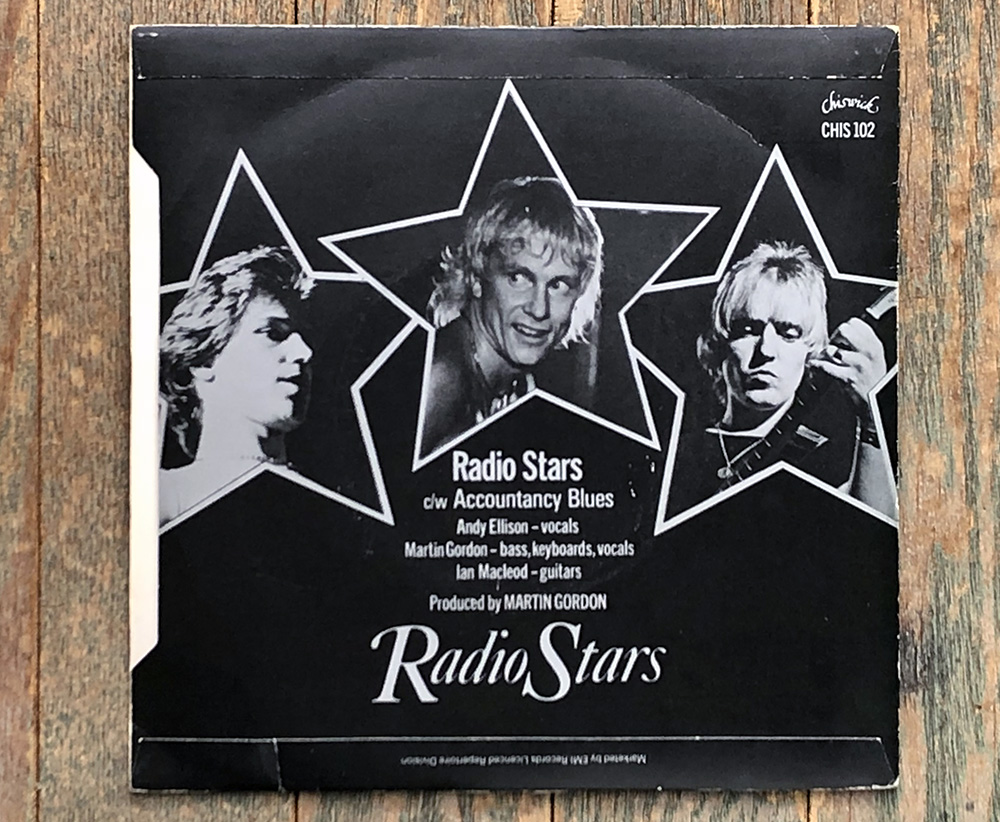 Chiswick
CHIS 102
Radio Stars
c/w Accountancy Blues
Andy Ellison – vocals
Martin Gordon – bass, keyboards, vocals
Ian Macleod – guitars
Produced by MARTIN GORDON
Radio Stars
Marketed by EMI Records Licenced Repertoire Division